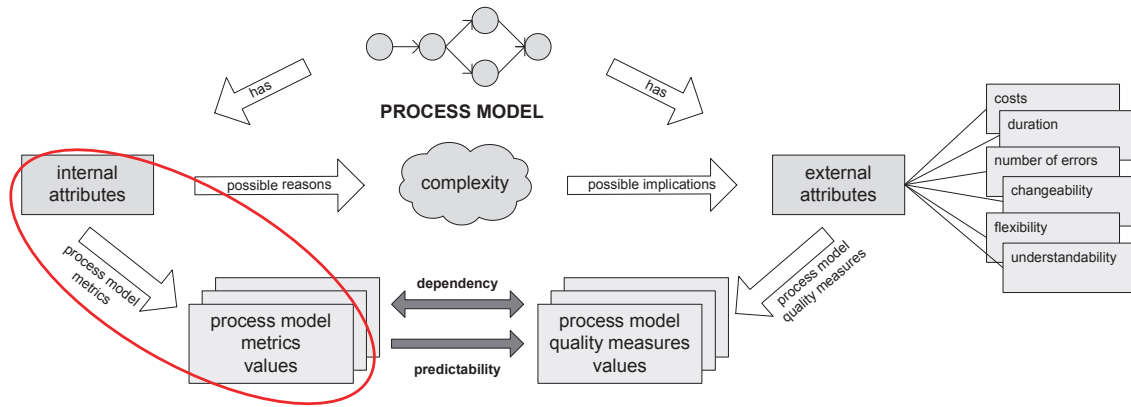 has
has
PROCESS MODEL
costs
duration
number of errors
changeability
flexibility
understandability
internal
attributes
possible reasons
complexity
possible implications
external
attributes
process model
metrics
process model
quality measures
dependency
predictability
process model
metrics
values
process model
quality measures
values